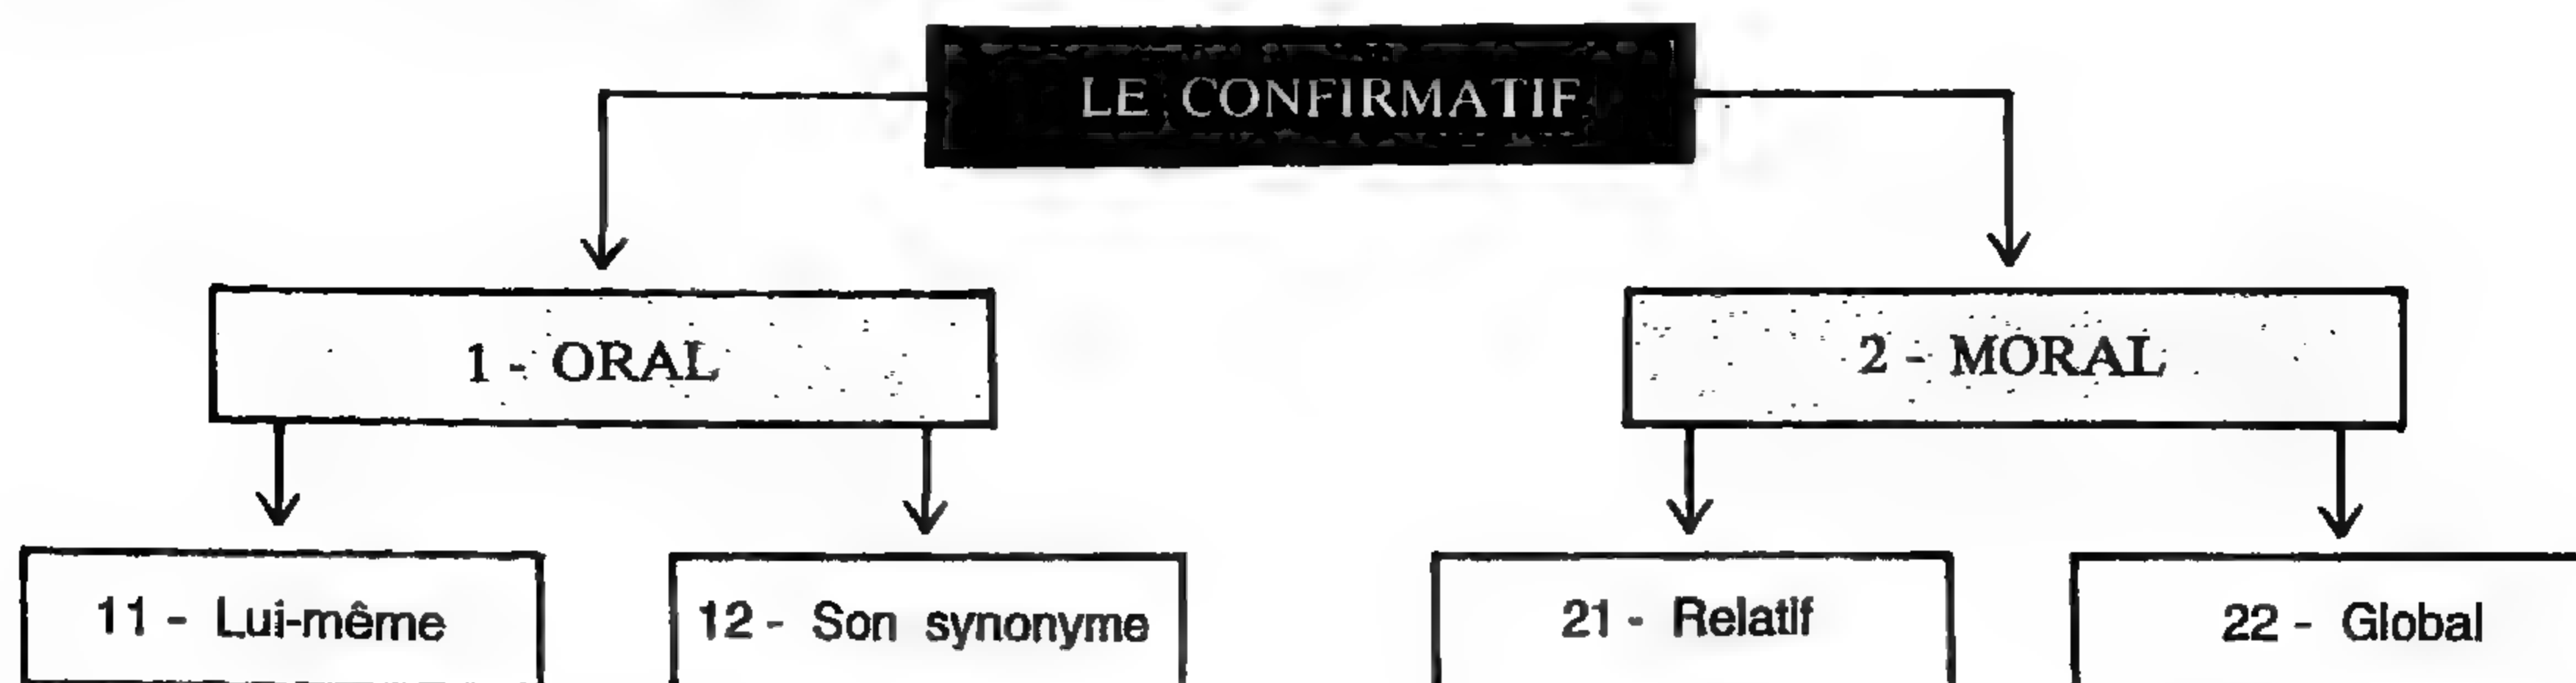 LE CONFIRMATIF
1 - ORAL
2 - MORAL
11 - Lui-même
12 - Son synonyme
21 - Relatif
22 - Global